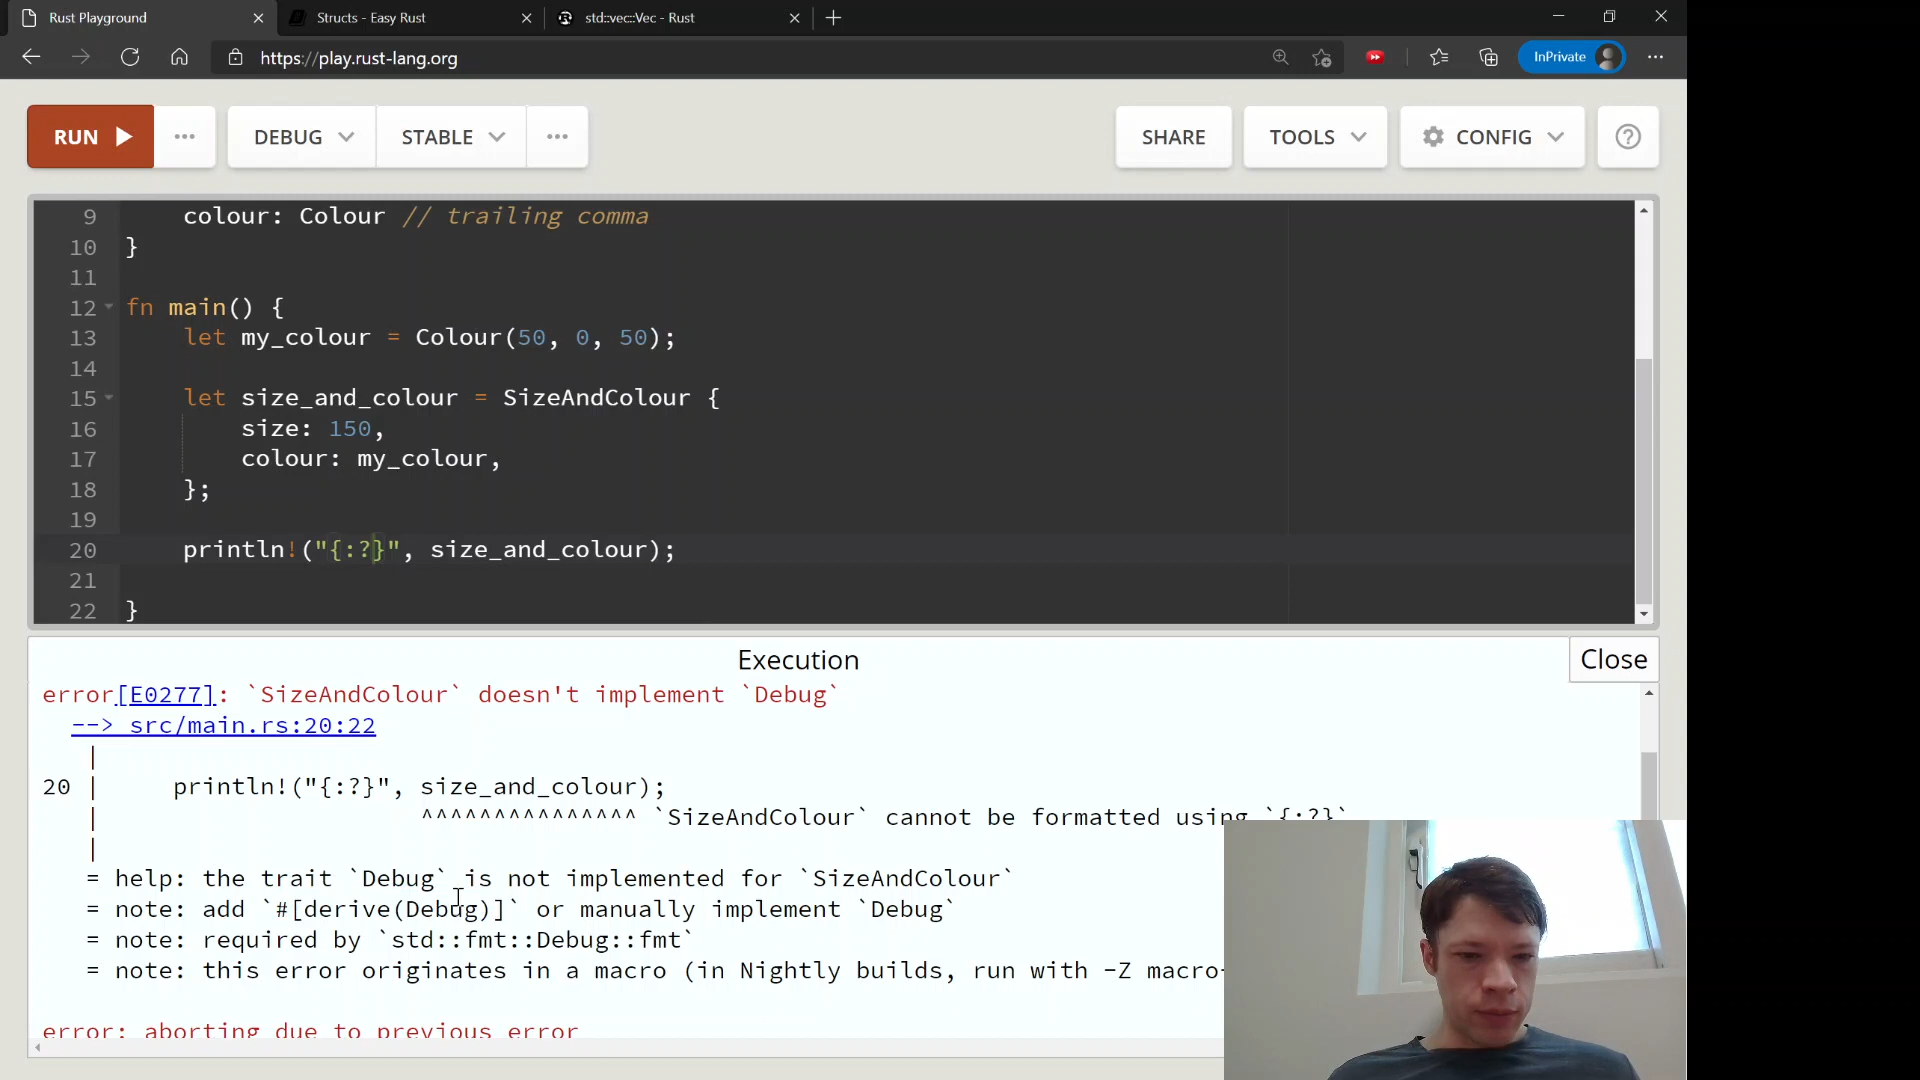 Rust Playground
Structs - Easy Rust
std::vec::Vec - Rust
https://play.rust-lang.org
InPrivate
RUN
DEBUG
STABLE
SHARE
TOOLS
CONFIG
9 colour: Colour // trailing comma
10 }
11
12 fn main() {
13 let my_colour = Colour(50, 0, 50);
14
15 let size_and_colour = SizeAndColour {
16 size: 150,
17 colour: my_colour,
18 };
19
20 println!("{:?}", size_and_colour);
21
22 }
Execution
Close
error[E0277]: `SizeAndColour` doesn't implement `Debug`
--> src/main.rs:20:22
|
20 | println!("{:?}", size_and_colour);
| ^^^^^^^^^^^^^^^ `SizeAndColour` cannot be formatted using `{:?}`
|
= help: the trait `Debug` is not implemented for `SizeAndColour`
= note: add `#[derive(Debug)]` or manually implement `Debug`
= note: required by `std::fmt::Debug::fmt`
= note: this error originates in a macro (in Nightly builds, run with -Z macro-
error: aborting due to previous error